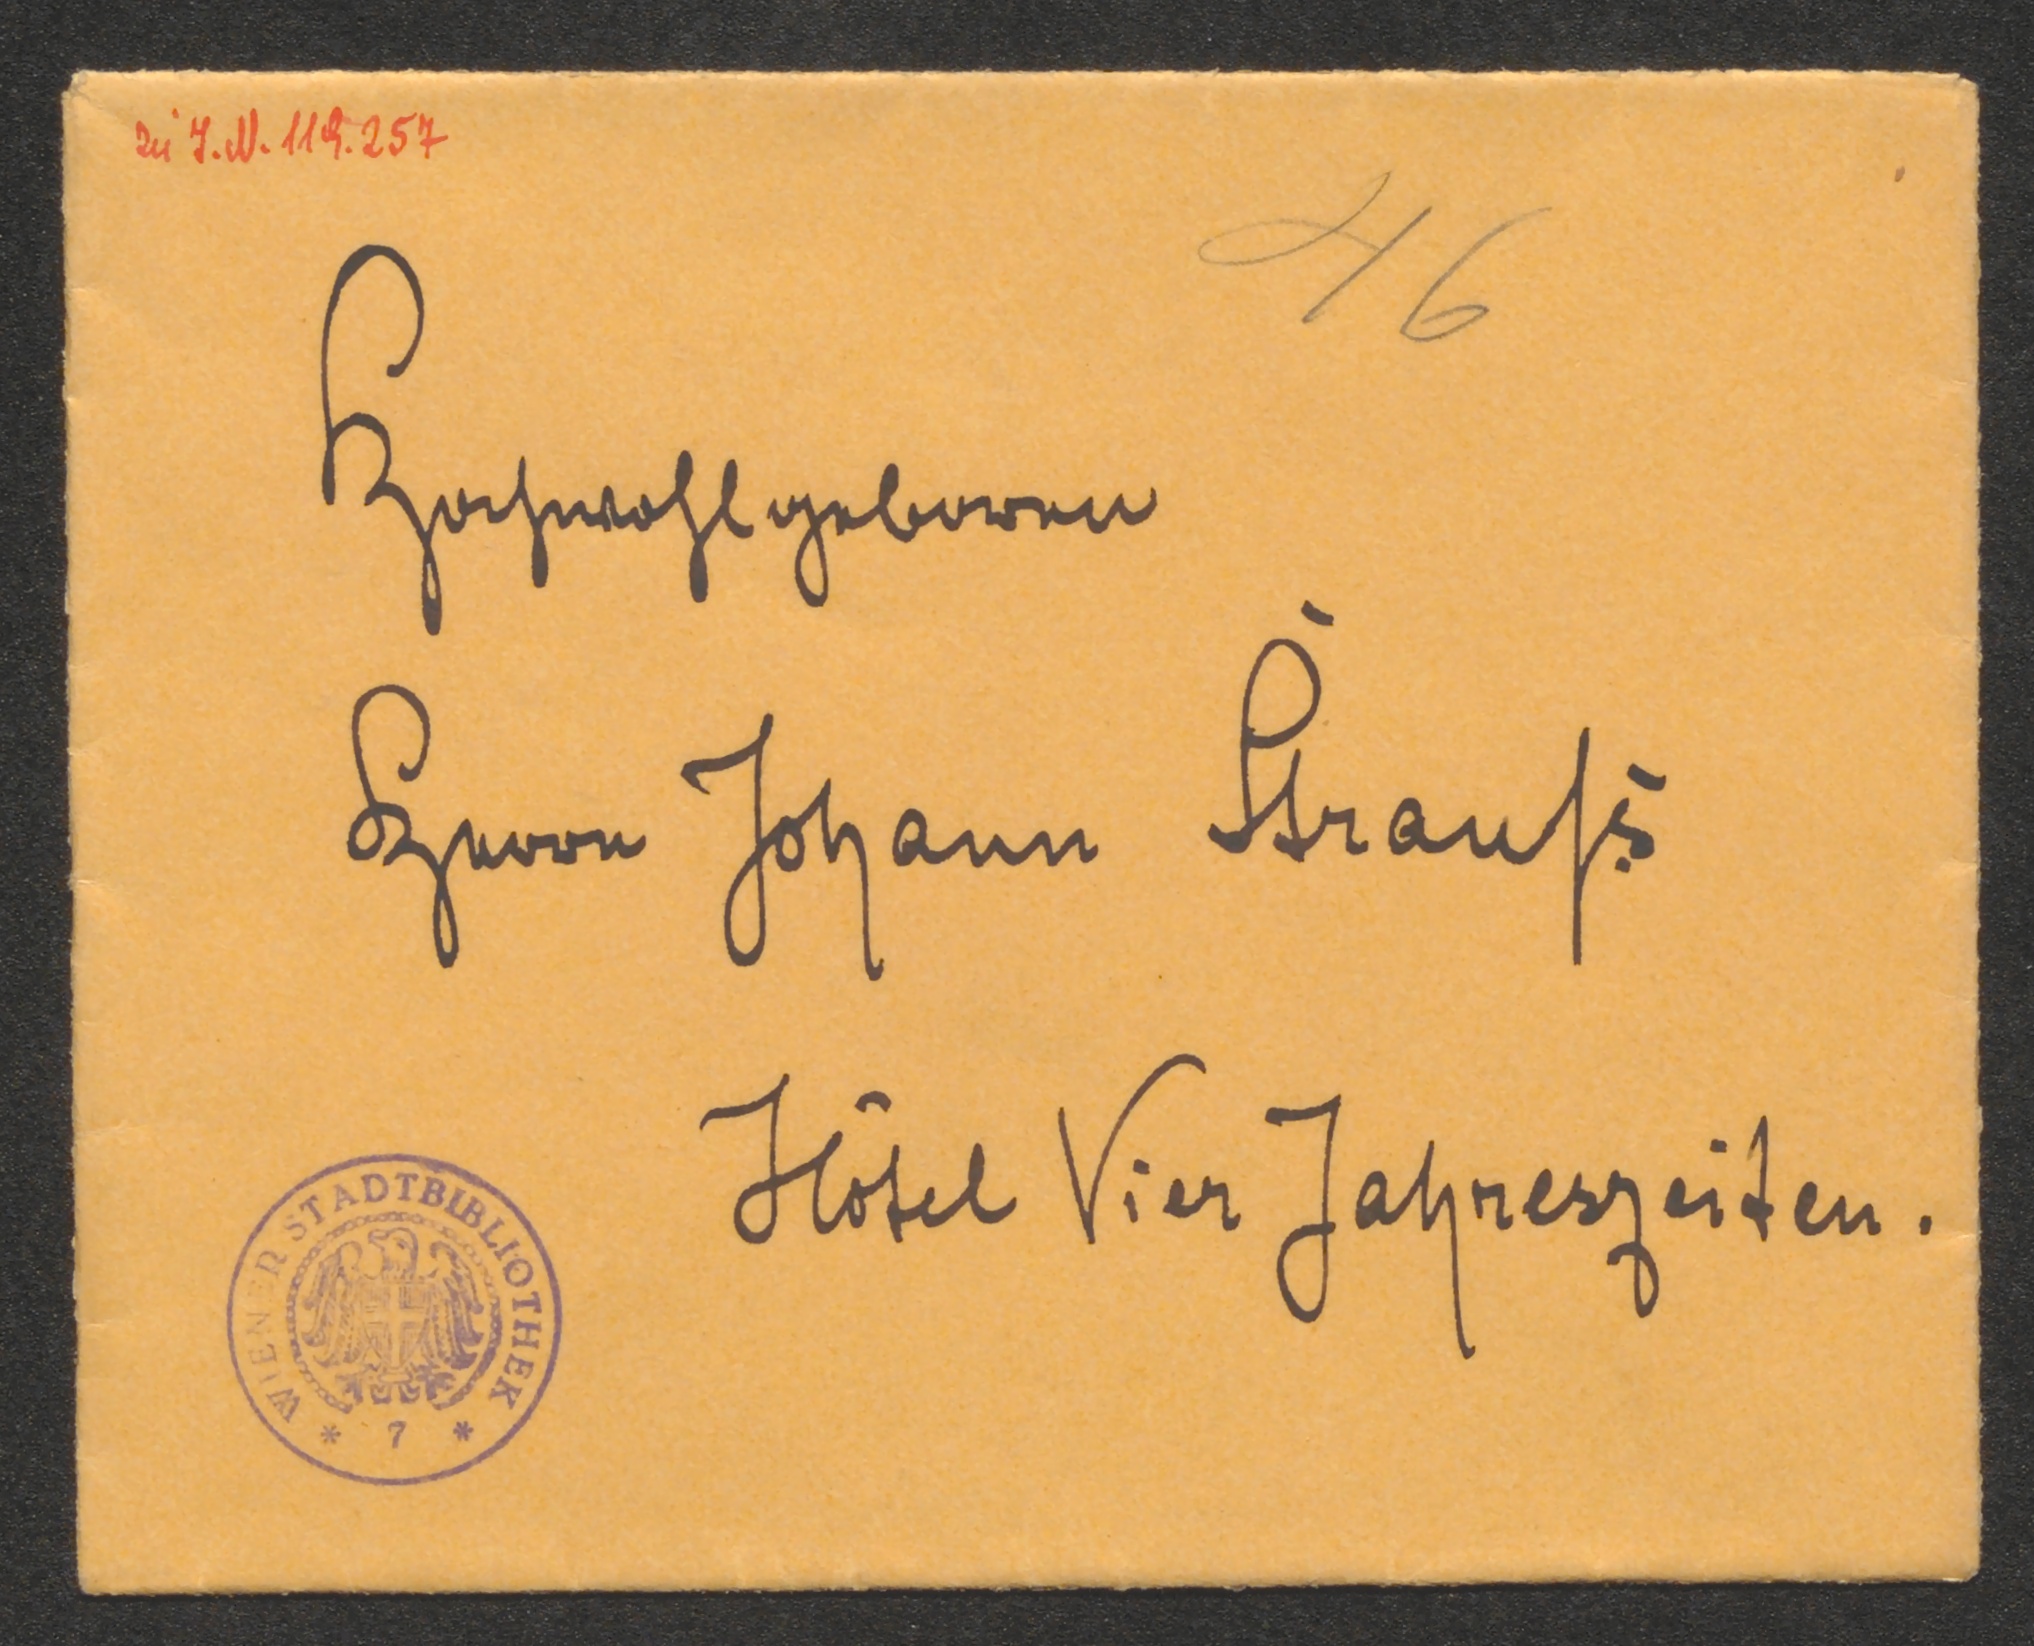 zu I.N. 119.257
46
Hochwohlgeboren
Herrn Johann Strauss
Hôtel Vier Jahreszeiten.
WIENER STADTBIBLIOTHEK
* 7 *